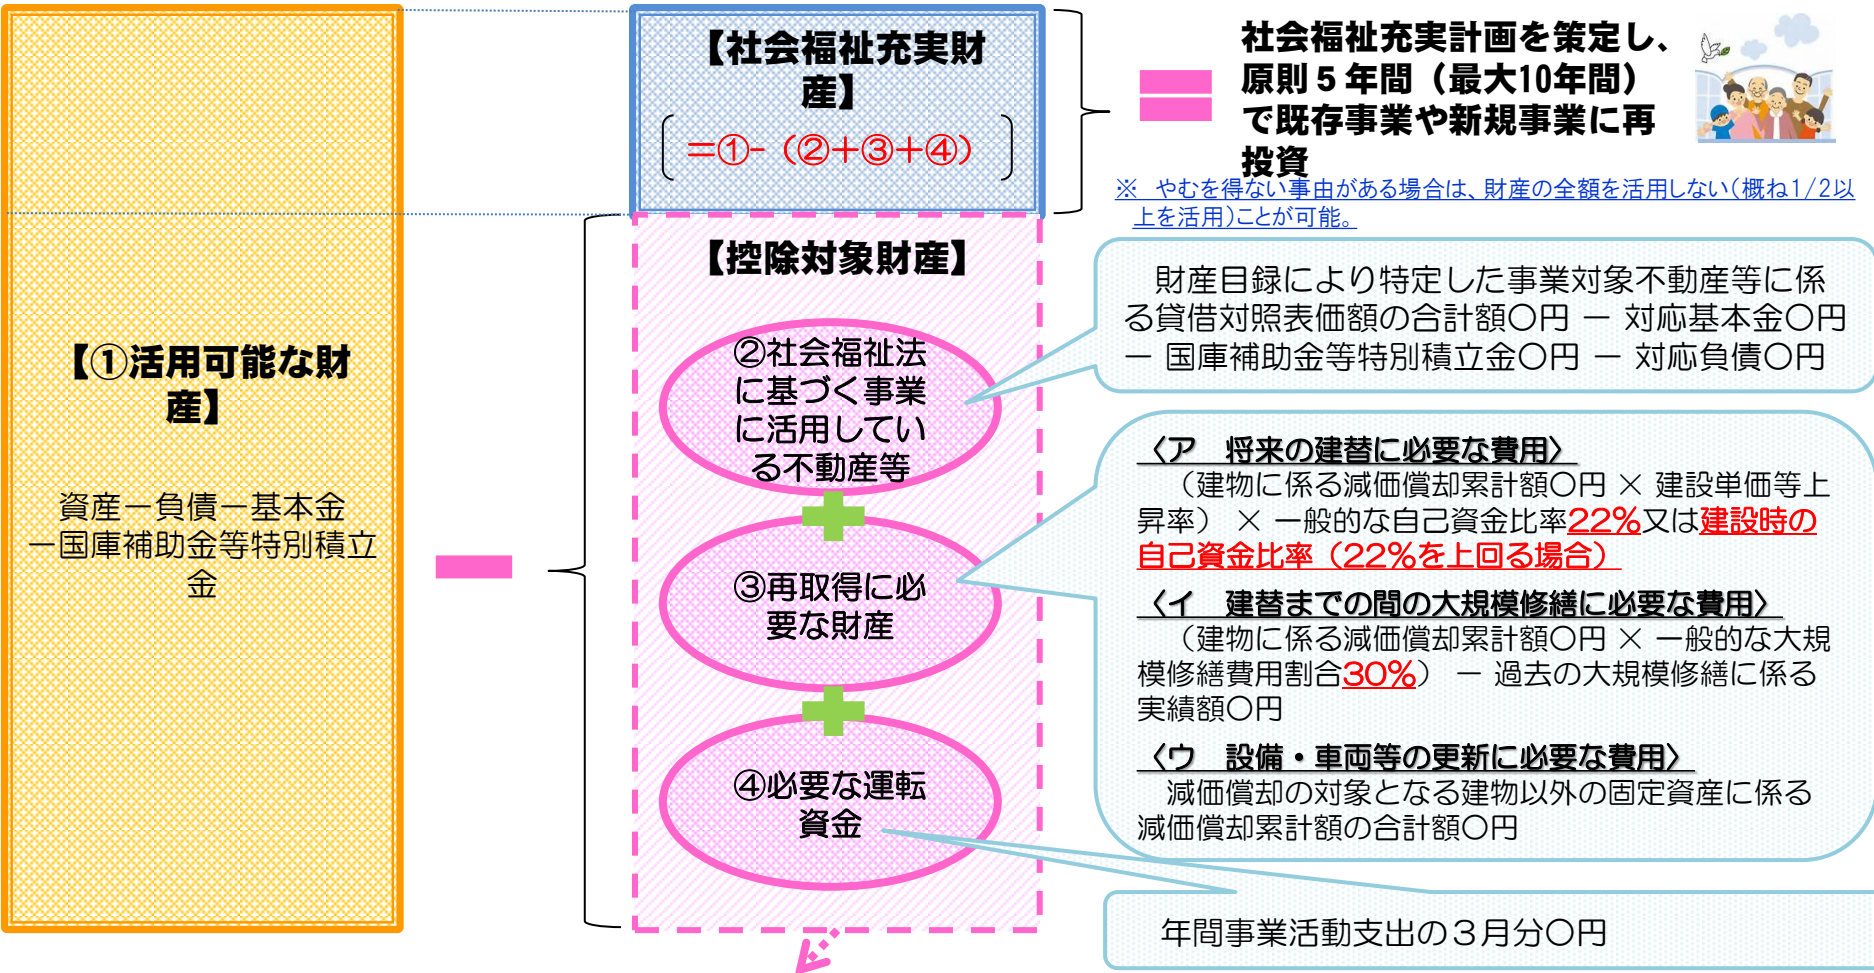 【①活用可能な財
産】
資産ー負債ー基本金
ー国庫補助金等特別積立
金
【社会福祉充実財
産】
=①-(②+③+④)
社会福祉充実計画を策定し、
原則5年間(最大10年間)
で既存事業や新規事業に再
投資
※ やむを得ない事由がある場合は、財産の全額を活用しない(概ね1/2以
上を活用)ことが可能。
【控除対象財産】
②社会福祉法
に基づく事業
に活用してい
る不動産等
③再取得に必
要な財産
④必要な運転
資金
財産目録により特定した事業対象不動産等に係
る貸借対照表価額の合計額〇円 ー 対応基本金〇円
ー 国庫補助金等特別積立金〇円 ー 対応負債〇円
〈ア 将来の建替に必要な費用〉
(建物に係る減価償却累計額〇円 × 建設単価等上
昇率) × 一般的な自己資金比率22%又は建設時の
自己資金比率(22%を上回る場合)
〈イ 建替までの間の大規模修繕に必要な費用〉
(建物に係る減価償却累計額〇円 × 一般的な大規
模修繕費用割合30%) ー 過去の大規模修繕に係る
実績額〇円
〈ウ 設備・車両等の更新に必要な費用〉
減価償却の対象となる建物以外の固定資産に係る
減価償却累計額の合計額〇円
年間事業活動支出の3月分〇円